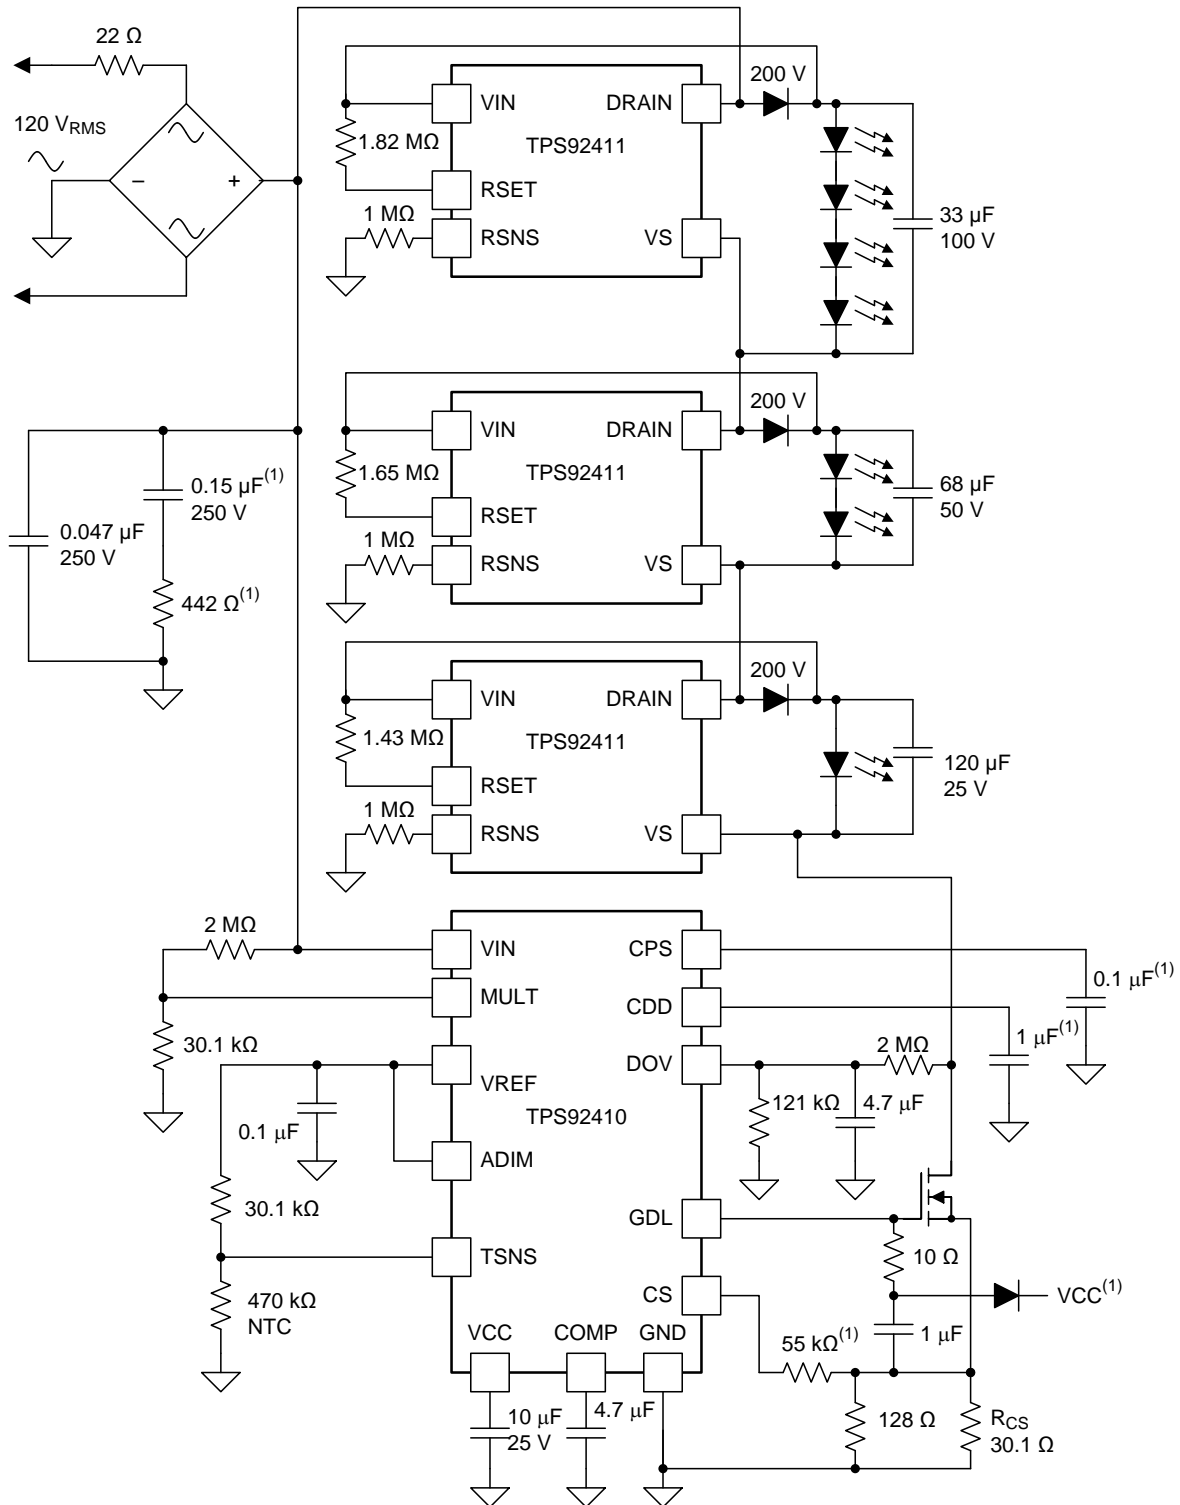 22 Ω
120 VRMS
− +
200 V
VIN DRAIN
1.82 MΩ
TPS92411
RSET
1 MΩ
RSNS VS
33 µF
100 V
200 V
VIN DRAIN
1.65 MΩ
TPS92411
RSET
1 MΩ
RSNS VS
68 µF
50 V
0.15 µF(1)
250 V
0.047 µF
250 V
442 Ω(1)
200 V
VIN DRAIN
1.43 MΩ
TPS92411
RSET
1 MΩ
RSNS VS
120 µF
25 V
2 MΩ
VIN CPS
MULT CDD
0.1 µF(1)
1 µF(1)
30.1 kΩ
VREF DOV
2 MΩ
121 kΩ 4.7 µF
0.1 µF
TPS92410
ADIM
30.1 kΩ
GDL
TSNS
10 Ω
470 kΩ
NTC
CS
VCC(1)
VCC COMP GND
55 kΩ(1)
1 µF
10 µF
25 V
4.7 µF
128 Ω
RCS
30.1 Ω